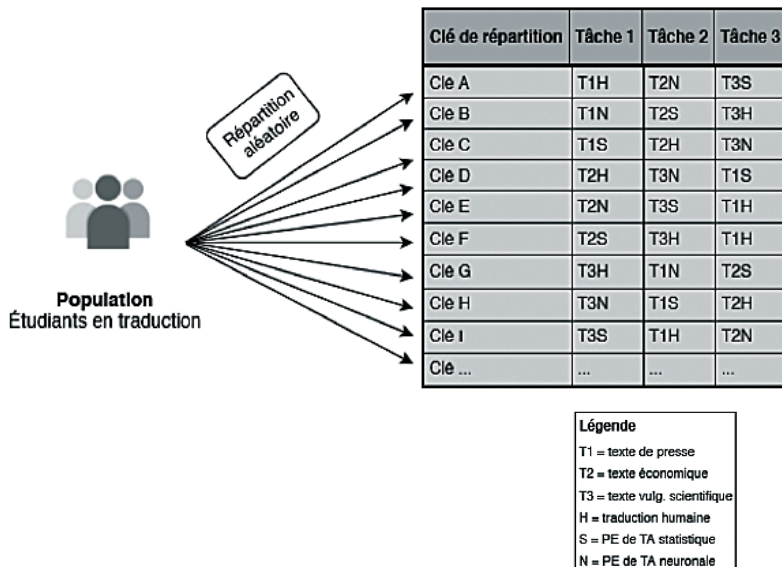 Clé de répartition Tâche 1 Tâche 2 Tâche 3
Clé A T1H T2N T3S
Clé B T1N T2S T3H
Clé C T1S T2H T3N
Clé D T2H T3N T1S
Clé E T2N T3S T1H
Clé F T2S T3H T1H
Clé G T3H T1N T2S
Clé H T3N T1S T2H
Clé I T3S T1H T2N
Clé ... ... ... ...
Répartition
aléatoire
Population
Étudiants en traduction
Légende
T1 = texte de presse
T2 = texte économique
T3 = texte vulg. scientifique
H = traduction humaine
S = PE de TA statistique
N = PE de TA neuronale